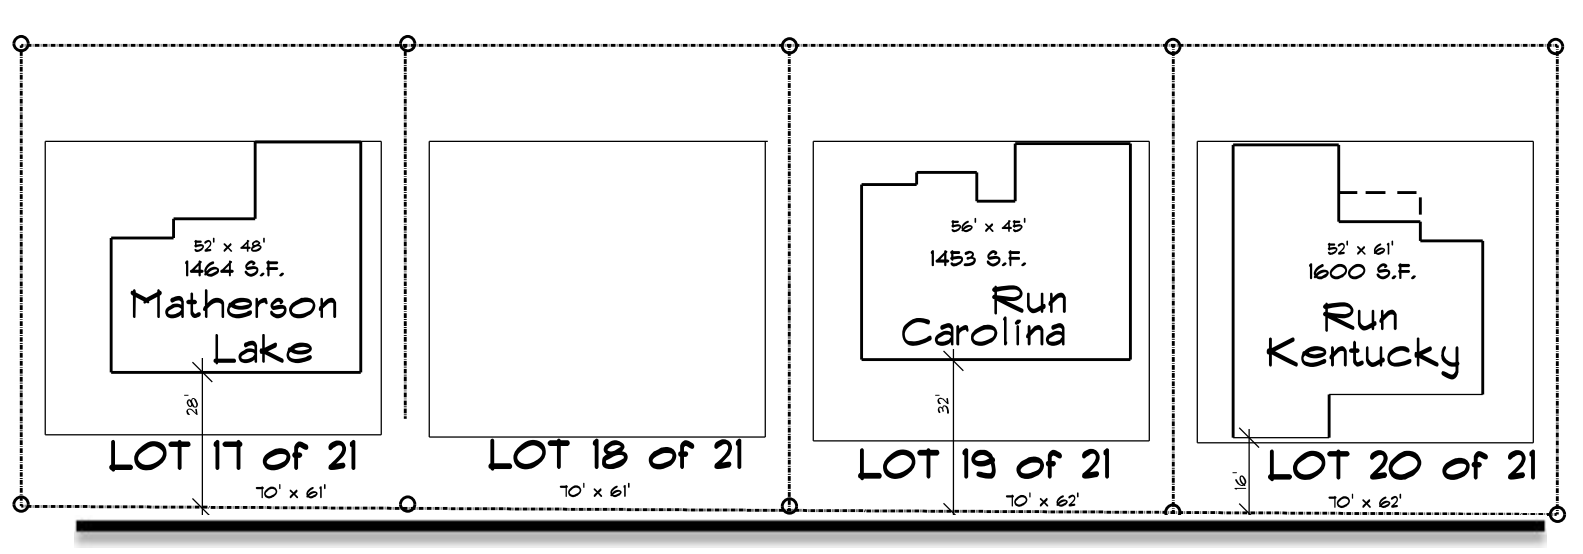 52' x 48'
1464 S.F.
Matherson
Lake
28'
LOT 17 of 21
70' x 61'
LOT 18 of 21
70' x 61'
56' x 45'
1453 S.F.
Run
Carolina
32'
LOT 19 of 21
70' x 62'
52' x 61'
1600 S.F.
Run
Kentucky
16'
LOT 20 of 21
70' x 62'